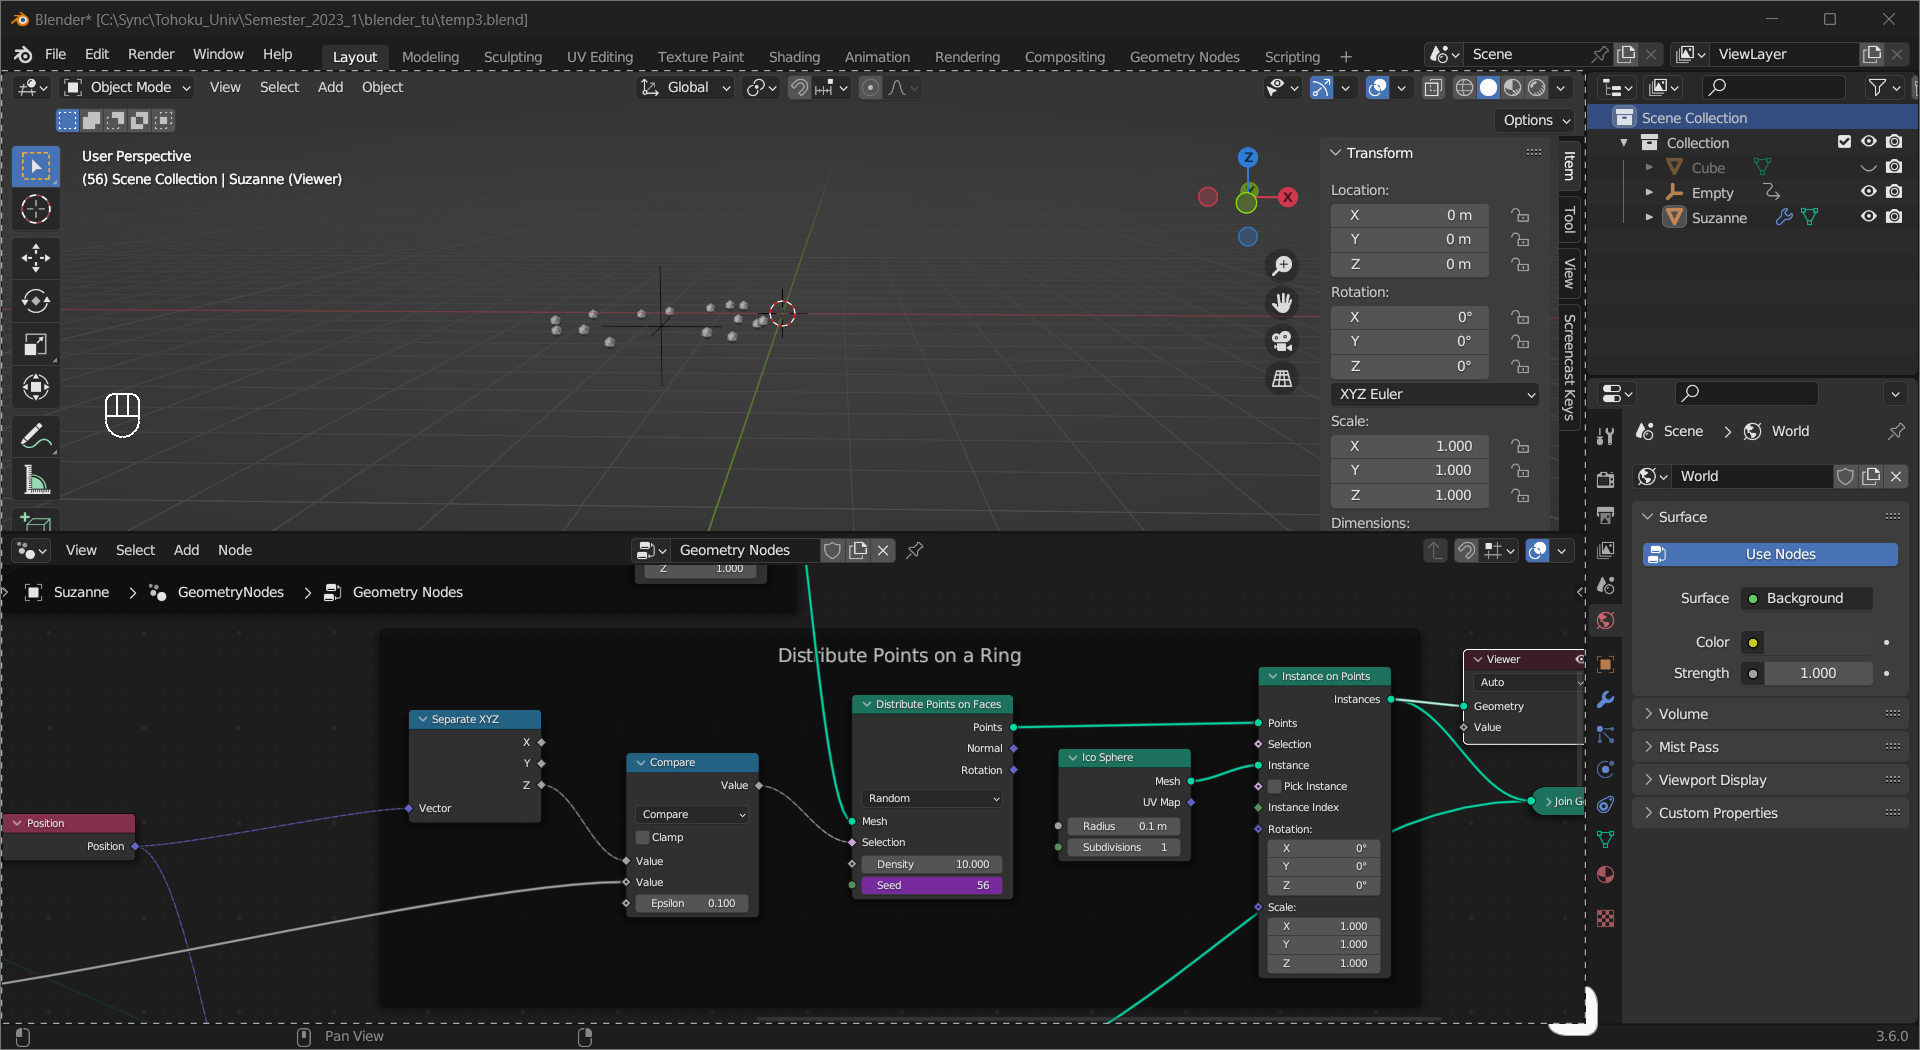 Blender* [C:\Sync\Tohoku_Univ\Semester_2023_1\blender_tu\temp3.blend]
File Edit Render Window Help Layout Modeling Sculpting UV Editing Texture Paint Shading Animation Rendering Compositing Geometry Nodes Scripting + Scene ViewLayer
Object Mode View Select Add Object Global
Options
User Perspective
(56) Scene Collection | Suzanne (Viewer)
Z
X
Transform
Location:
X 0 m
Y 0 m
Z 0 m
Rotation:
X 0°
Y 0°
Z 0°
XYZ Euler
Scale:
X 1.000
Y 1.000
Z 1.000
Dimensions:
Item
Tool
View
Screencast Keys
Scene Collection
Collection
Cube
Empty
Suzanne
Scene > World
World
Surface
Use Nodes
Surface Background
Color
Strength 1.000
Volume
Mist Pass
Viewport Display
Custom Properties
View Select Add Node Geometry Nodes
Z 1.000
Suzanne > GeometryNodes > Geometry Nodes
Distribute Points on a Ring
Position
Position
Separate XYZ
X
Y
Z
Vector
Compare
Value
Compare
Clamp
Value
Value
Epsilon 0.100
Distribute Points on Faces
Points
Normal
Rotation
Random
Mesh
Selection
Density 10.000
Seed 56
Ico Sphere
Mesh
UV Map
Radius 0.1 m
Subdivisions 1
Instance on Points
Instances
Points
Selection
Instance
Pick Instance
Instance Index
Rotation:
X 0°
Y 0°
Z 0°
Scale:
X 1.000
Y 1.000
Z 1.000
Viewer
Auto
Geometry
Value
Join G
Pan View
3.6.0